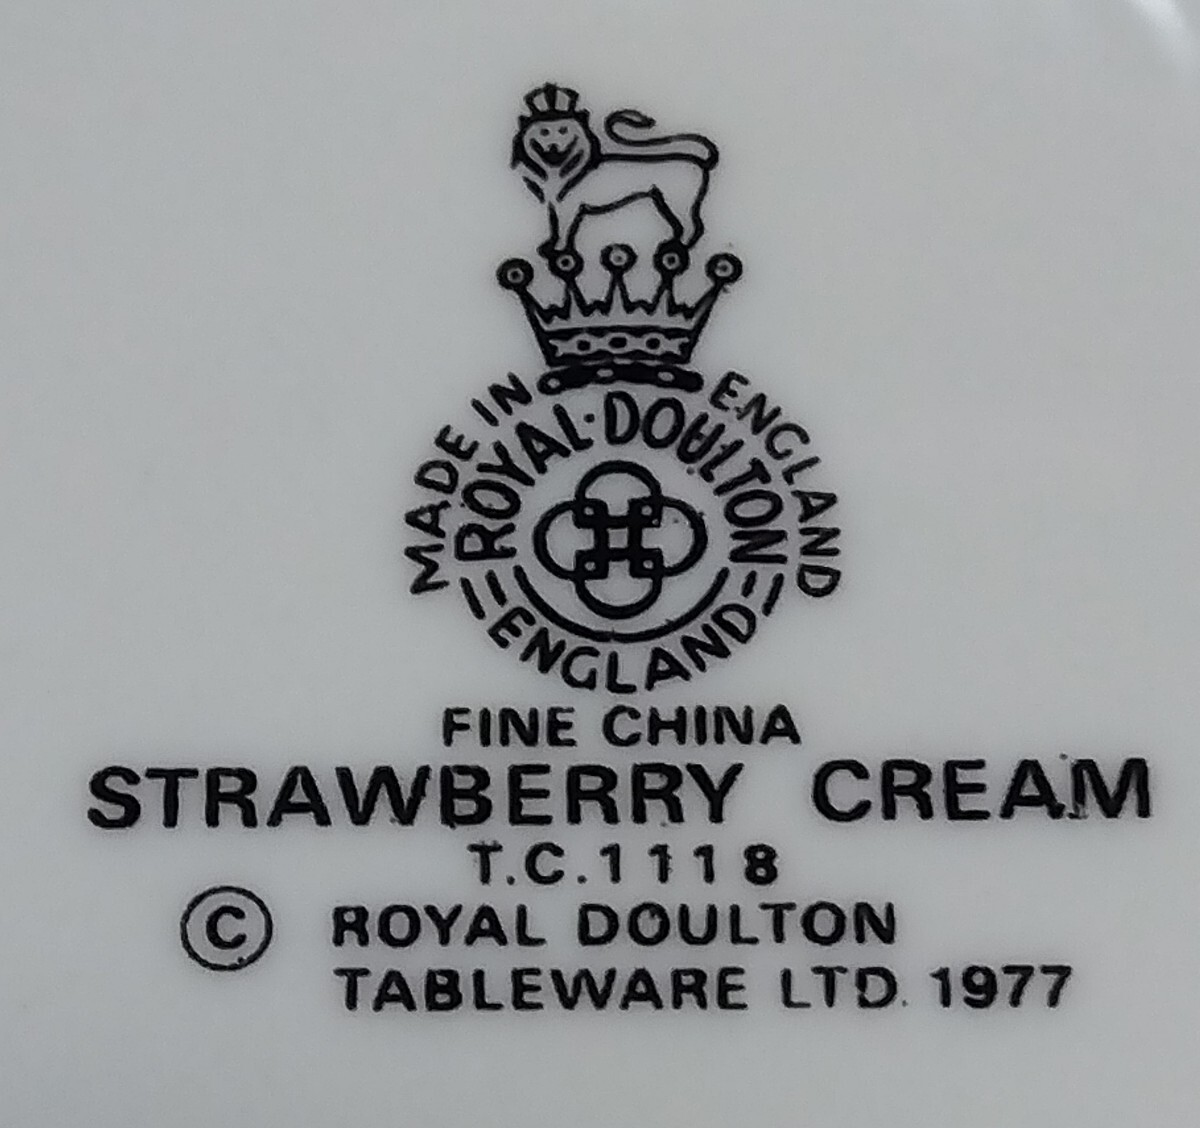 MADE IN ENGLAND
ROYAL·DOULTON
ENGLAND
FINE CHINA
STRAWBERRY CREAM
T.C.1118
© ROYAL DOULTON
TABLEWARE LTD. 1977